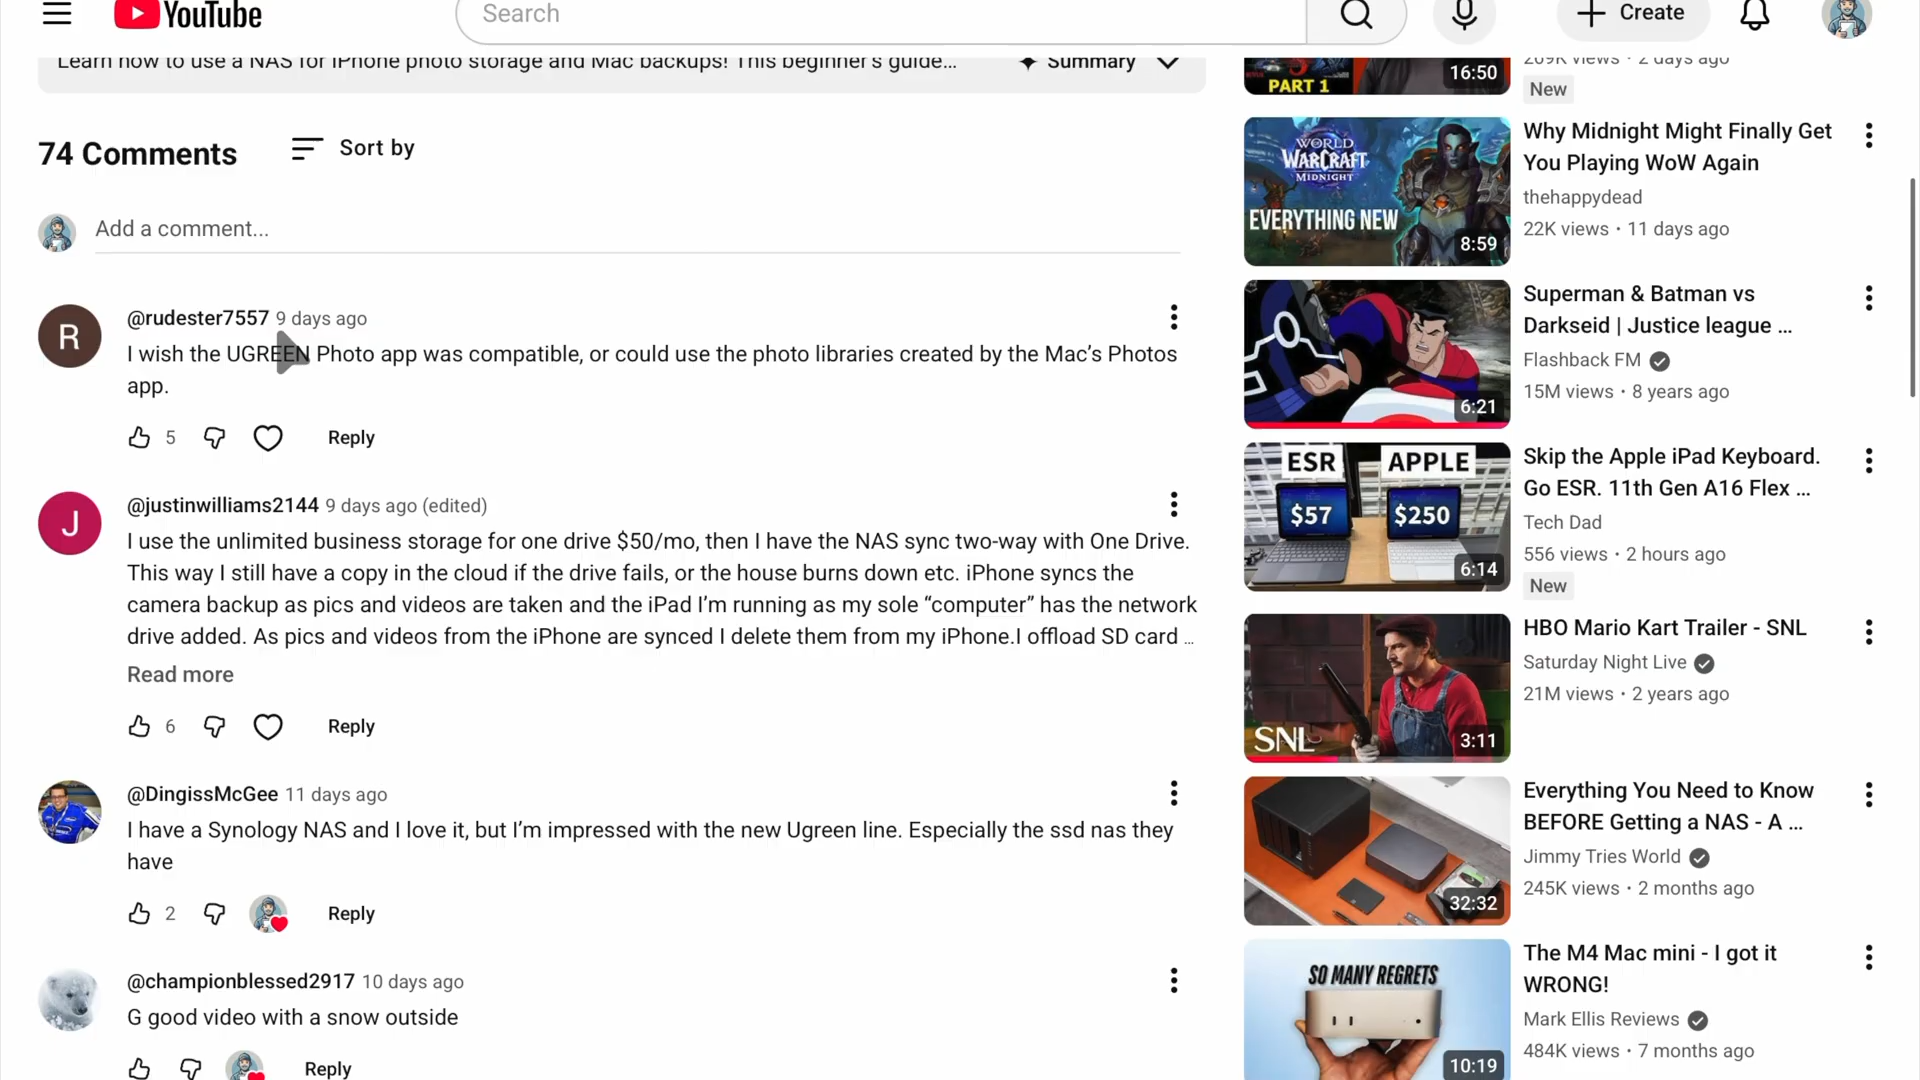 YouTube
Search
Create
Learn how to use a NAS for iPhone photo storage and Mac backups! This beginner's guide...
Summary
74 Comments
Sort by
Add a comment...
R
@rudester7557 9 days ago
I wish the UGREEN Photo app was compatible, or could use the photo libraries created by the Mac's Photos
app.
5
Reply
J
@justinwilliams2144 9 days ago (edited)
I use the unlimited business storage for one drive $50/mo, then I have the NAS sync two-way with One Drive.
This way I still have a copy in the cloud if the drive fails, or the house burns down etc. iPhone syncs the
camera backup as pics and videos are taken and the iPad I'm running as my sole “computer” has the network
drive added. As pics and videos from the iPhone are synced I delete them from my iPhone.I offload SD card ...
Read more
6
Reply
@DingissMcGee 11 days ago
I have a Synology NAS and I love it, but I'm impressed with the new Ugreen line. Especially the ssd nas they
have
2
Reply
@championblessed2917 10 days ago
G good video with a snow outside
Reply
PART 1
16:50
209K views • 2 days ago
New
WORLD
WARCRAFT
MIDNIGHT
EVERYTHING NEW
8:59
Why Midnight Might Finally Get
You Playing WoW Again
thehappydead
22K views • 11 days ago
6:21
Superman & Batman vs
Darkseid | Justice league ...
Flashback FM
15M views • 8 years ago
ESR
APPLE
$57
$250
6:14
Skip the Apple iPad Keyboard.
Go ESR. 11th Gen A16 Flex ...
Tech Dad
556 views • 2 hours ago
New
SNL
3:11
HBO Mario Kart Trailer - SNL
Saturday Night Live
21M views • 2 years ago
32:32
Everything You Need to Know
BEFORE Getting a NAS - A ...
Jimmy Tries World
245K views • 2 months ago
SO MANY REGRETS
10:19
The M4 Mac mini - I got it
WRONG!
Mark Ellis Reviews
484K views • 7 months ago